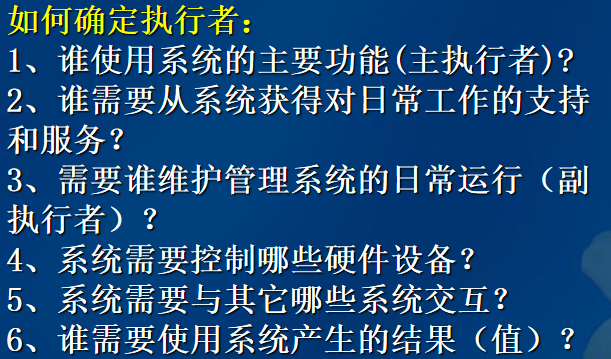 如何确定执行者：
1、谁使用系统的主要功能(主执行者)?
2、谁需要从系统获得对日常工作的支持
和服务？
3、需要谁维护管理系统的日常运行（副
执行者）？
4、系统需要控制哪些硬件设备？
5、系统需要与其它哪些系统交互？
6、谁需要使用系统产生的结果（值）？